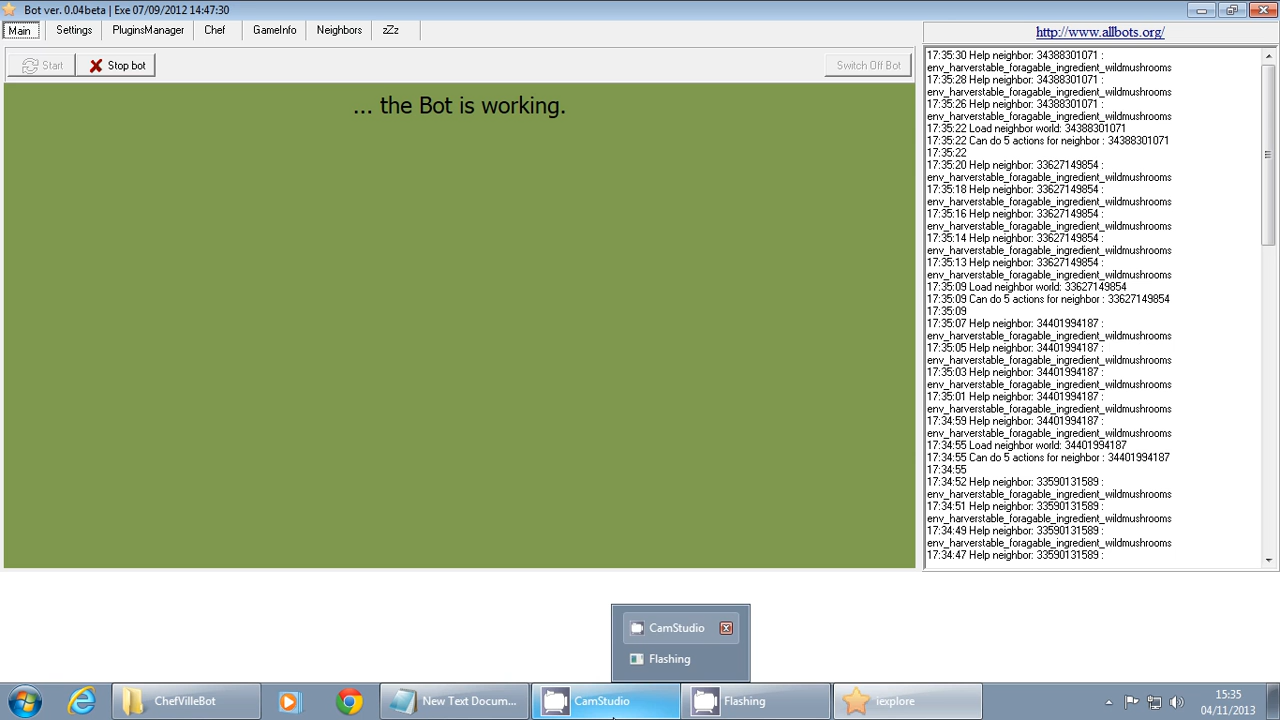 Bot ver. 0.04beta | Exe 07/09/2012 14:47:30
Main Settings PluginsManager Chef GameInfo Neighbors zZz
http://www.allbots.org/
Start Stop bot Switch Off Bot
... the Bot is working.
17:35:30 Help neighbor: 34388301071 :
env_harverstable_foragable_ingredient_wildmushrooms
17:35:28 Help neighbor: 34388301071 :
env_harverstable_foragable_ingredient_wildmushrooms
17:35:26 Help neighbor: 34388301071 :
env_harverstable_foragable_ingredient_wildmushrooms
17:35:22 Load neighbor world: 34388301071
17:35:22 Can do 5 actions for neighbor : 34388301071
17:35:22
17:35:20 Help neighbor: 33627149854 :
env_harverstable_foragable_ingredient_wildmushrooms
17:35:18 Help neighbor: 33627149854 :
env_harverstable_foragable_ingredient_wildmushrooms
17:35:16 Help neighbor: 33627149854 :
env_harverstable_foragable_ingredient_wildmushrooms
17:35:14 Help neighbor: 33627149854 :
env_harverstable_foragable_ingredient_wildmushrooms
17:35:13 Help neighbor: 33627149854 :
env_harverstable_foragable_ingredient_wildmushrooms
17:35:09 Load neighbor world: 33627149854
17:35:09 Can do 5 actions for neighbor : 33627149854
17:35:09
17:35:07 Help neighbor: 34401994187 :
env_harverstable_foragable_ingredient_wildmushrooms
17:35:05 Help neighbor: 34401994187 :
env_harverstable_foragable_ingredient_wildmushrooms
17:35:03 Help neighbor: 34401994187 :
env_harverstable_foragable_ingredient_wildmushrooms
17:35:01 Help neighbor: 34401994187 :
env_harverstable_foragable_ingredient_wildmushrooms
17:34:59 Help neighbor: 34401994187 :
env_harverstable_foragable_ingredient_wildmushrooms
17:34:55 Load neighbor world: 34401994187
17:34:55 Can do 5 actions for neighbor : 34401994187
17:34:55
17:34:52 Help neighbor: 33590131589 :
env_harverstable_foragable_ingredient_wildmushrooms
17:34:51 Help neighbor: 33590131589 :
env_harverstable_foragable_ingredient_wildmushrooms
17:34:49 Help neighbor: 33590131589 :
env_harverstable_foragable_ingredient_wildmushrooms
17:34:47 Help neighbor: 33590131589 :
CamStudio
Flashing
ChefVilleBot New Text Docum... CamStudio Flashing iexplore
15:35
04/11/2013